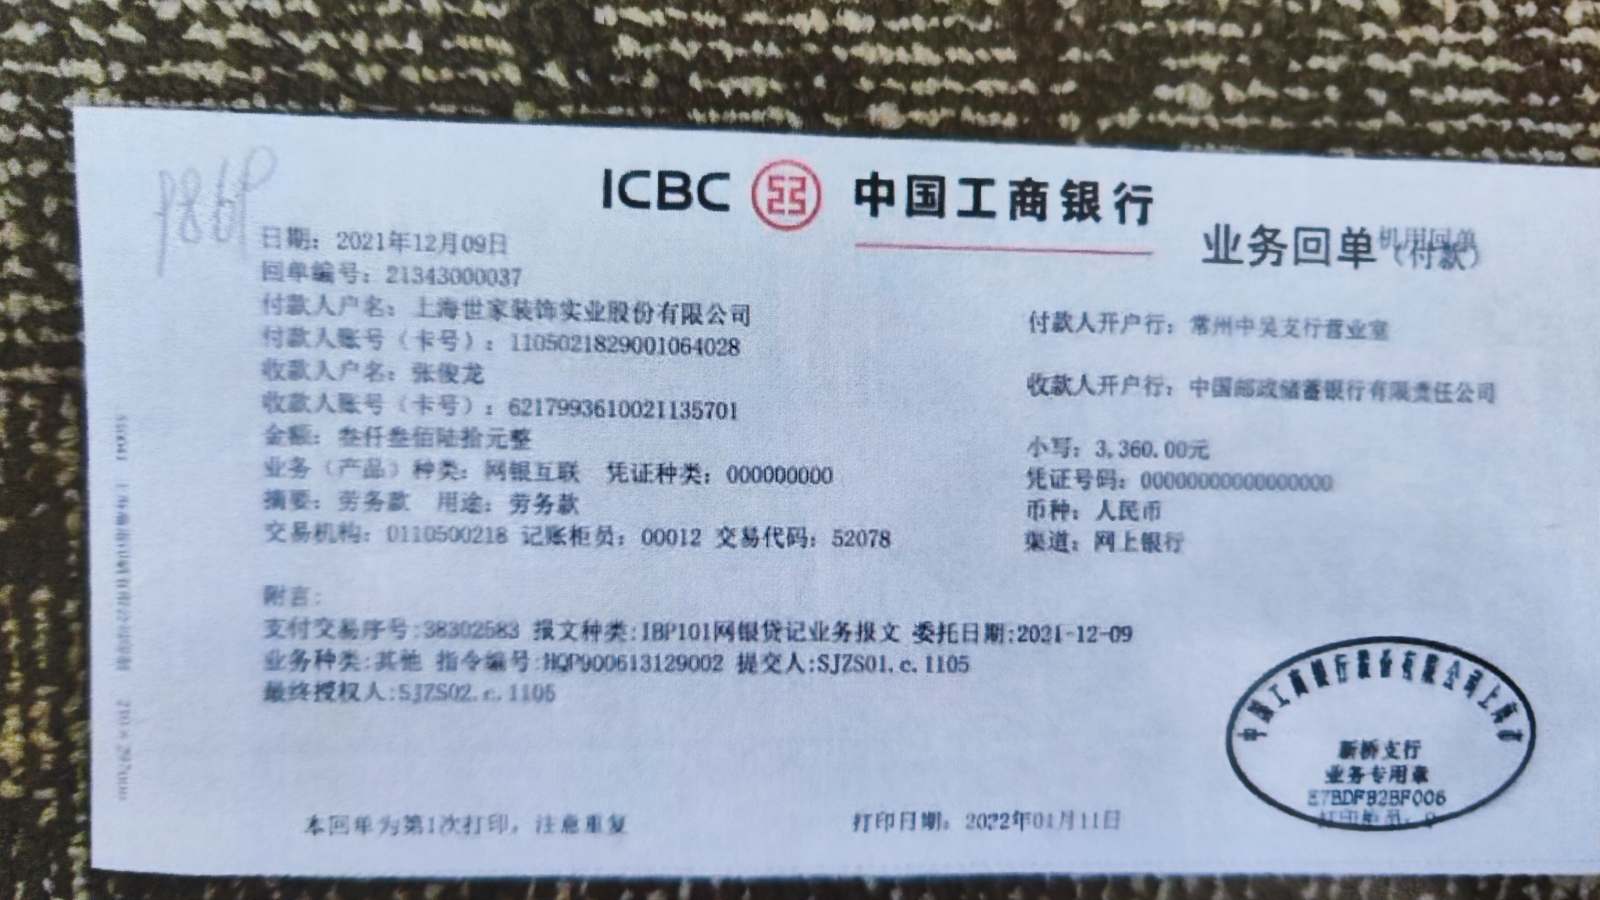 ICBC 中国工商银行
业务回单(付款)
日期：2021年12月09日
回单编号：21343000037
付款人户名：上海世家装饰实业股份有限公司
付款人开户行：常州中吴支行营业室
付款人账号（卡号）：1105021829001064028
收款人户名：张俊龙
收款人开户行：中国邮政储蓄银行有限责任公司
收款人账号（卡号）：6217993610021135701
金额：叁仟叁佰陆拾元整
小写：3,360.00元
业务（产品）种类：网银互联 凭证种类：000000000
凭证号码：00000000000000000
摘要：劳务款 用途：劳务款
币种：人民币
交易机构：0110500218 记账柜员：00012 交易代码：52078
渠道：网上银行
附言：
支付交易序号:38302583 报文种类:IBP101网银贷记业务报文 委托日期:2021-12-09
业务种类:其他 指令编号:HQP900613129002 提交人:SJZS01.c.1105
最终授权人:SJZS02.c.1105
中国工商银行股份有限公司上海市
新桥支行
业务专用章
E7BDFB2BF006
本回单为第1次打印，注意重复
打印日期：2022年01月11日